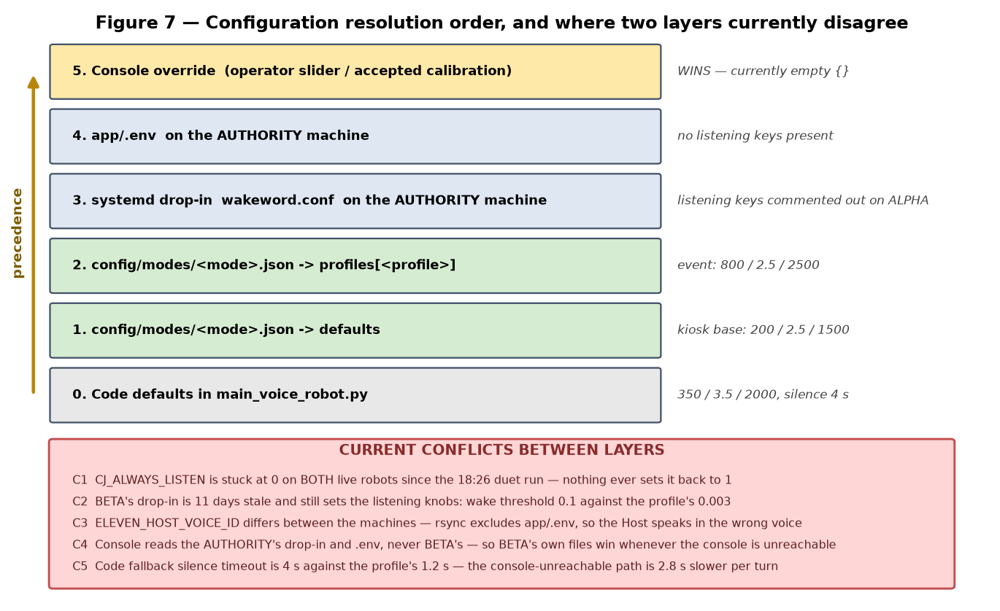 Figure 7 — Configuration resolution order, and where two layers currently disagree
5. Console override  (operator slider / accepted calibration)
WINS — currently empty {}
4. app/.env  on the AUTHORITY machine
no listening keys present
3. systemd drop-in  wakeword.conf  on the AUTHORITY machine
listening keys commented out on ALPHA
precedence
2. config/modes/<mode>.json -> profiles[<profile>]
event: 800 / 2.5 / 2500
1. config/modes/<mode>.json -> defaults
kiosk base: 200 / 2.5 / 1500
0. Code defaults in main_voice_robot.py
350 / 3.5 / 2000, silence 4 s
CURRENT CONFLICTS BETWEEN LAYERS
C1  CJ_ALWAYS_LISTEN is stuck at 0 on BOTH live robots since the 18:26 duet run — nothing ever sets it back to 1
C2  BETA's drop-in is 11 days stale and still sets the listening knobs: wake threshold 0.1 against the profile's 0.003
C3  ELEVEN_HOST_VOICE_ID differs between the machines — rsync excludes app/.env, so the Host speaks in the wrong voice
C4  Console reads the AUTHORITY's drop-in and .env, never BETA's — so BETA's own files win whenever the console is unreachable
C5  Code fallback silence timeout is 4 s against the profile's 1.2 s — the console-unreachable path is 2.8 s slower per turn